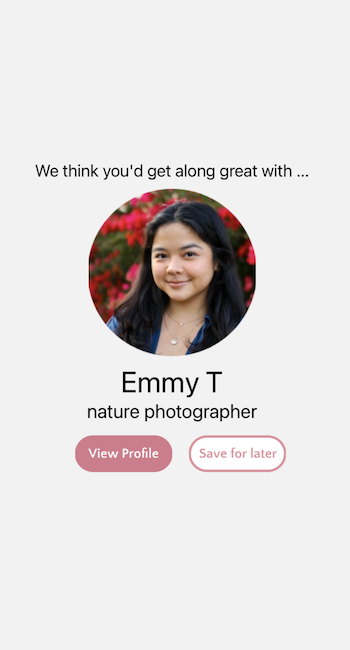 We think you'd get along great with ...
Emmy T
nature photographer
View Profile
Save for later